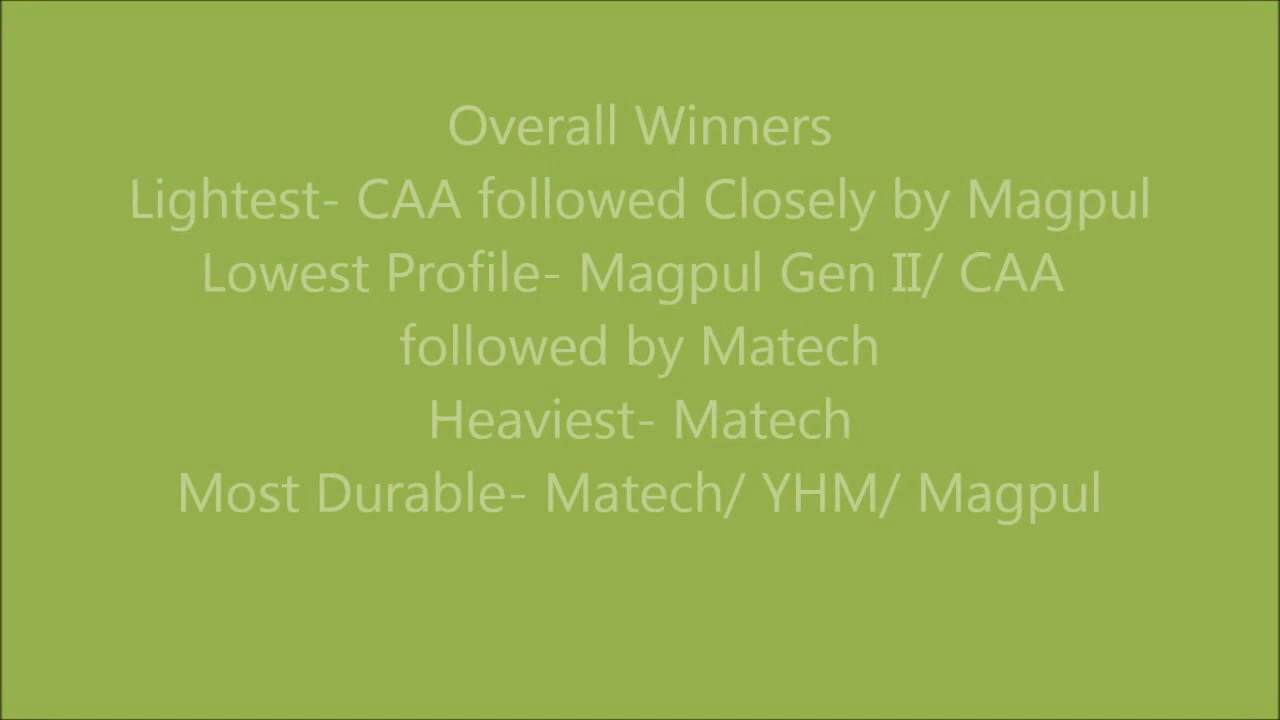 Overall Winners
Lightest- CAA followed Closely by Magpul
Lowest Profile- Magpul Gen II/ CAA
followed by Matech
Heaviest- Matech
Most Durable- Matech/ YHM/ Magpul